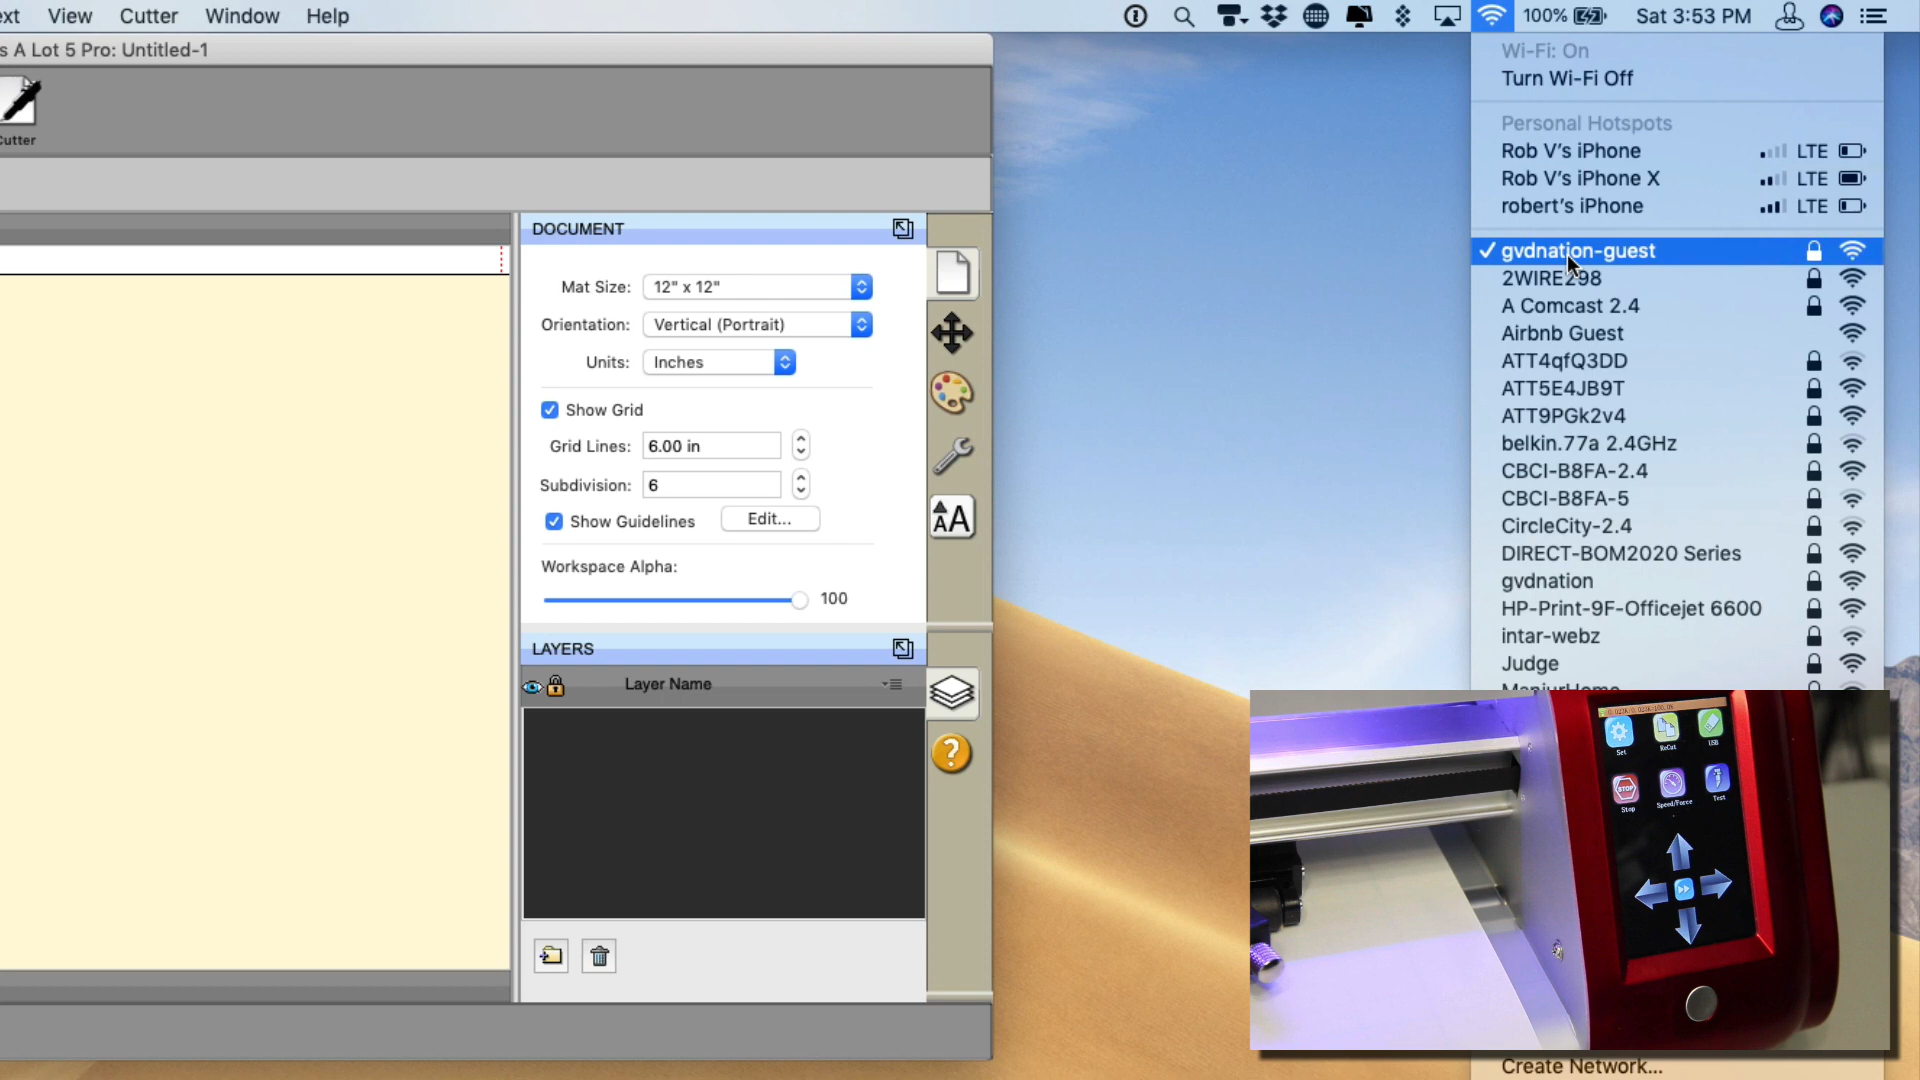 ext View Cutter Window Help 100% Sat 3:53 PM
s A Lot 5 Pro: Untitled-1
Cutter
DOCUMENT
Mat Size: 12" x 12"
Orientation: Vertical (Portrait)
Units: Inches
Show Grid
Grid Lines: 6.00 in
Subdivision: 6
Show Guidelines Edit...
Workspace Alpha:
100
AA
LAYERS
Layer Name
?
Wi-Fi: On
Turn Wi-Fi Off
Personal Hotspots
Rob V's iPhone LTE
Rob V's iPhone X LTE
robert's iPhone LTE
✓ gvdnation-guest
2WIRE298
A Comcast 2.4
Airbnb Guest
ATT4qfQ3DD
ATT5E4JB9T
ATT9PGk2v4
belkin.77a 2.4GHz
CBCI-B8FA-2.4
CBCI-B8FA-5
CircleCity-2.4
DIRECT-BOM2020 Series
gvdnation
HP-Print-9F-Officejet 6600
intar-webz
Judge
Set ReCut USB
STOP
Stop Speed/Force Test
Create Network...